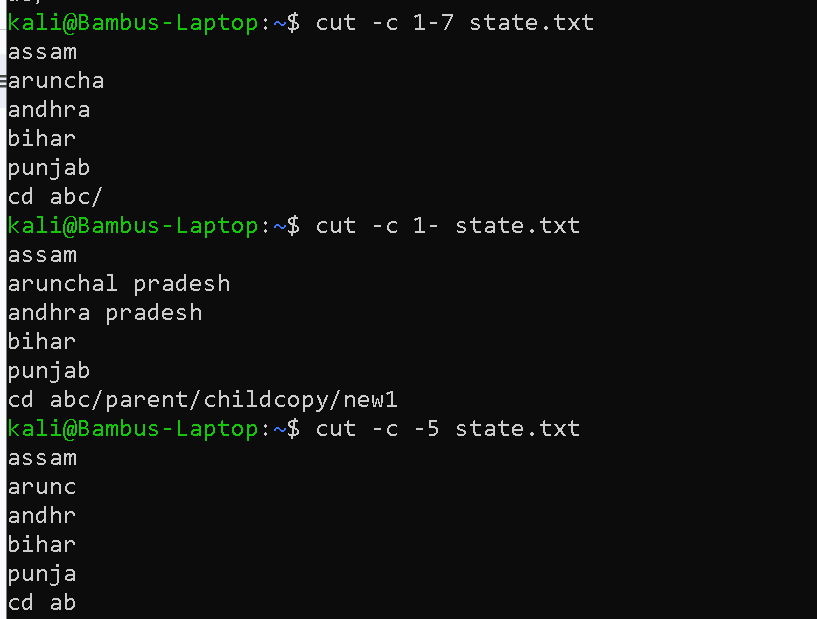 kali@Bambus-Laptop:~$ cut -c 1-7 state.txt
assam
aruncha
andhra
bihar
punjab
cd abc/
kali@Bambus-Laptop:~$ cut -c 1- state.txt
assam
arunchal pradesh
andhra pradesh
bihar
punjab
cd abc/parent/childcopy/new1
kali@Bambus-Laptop:~$ cut -c -5 state.txt
assam
arunc
andhr
bihar
punja
cd ab